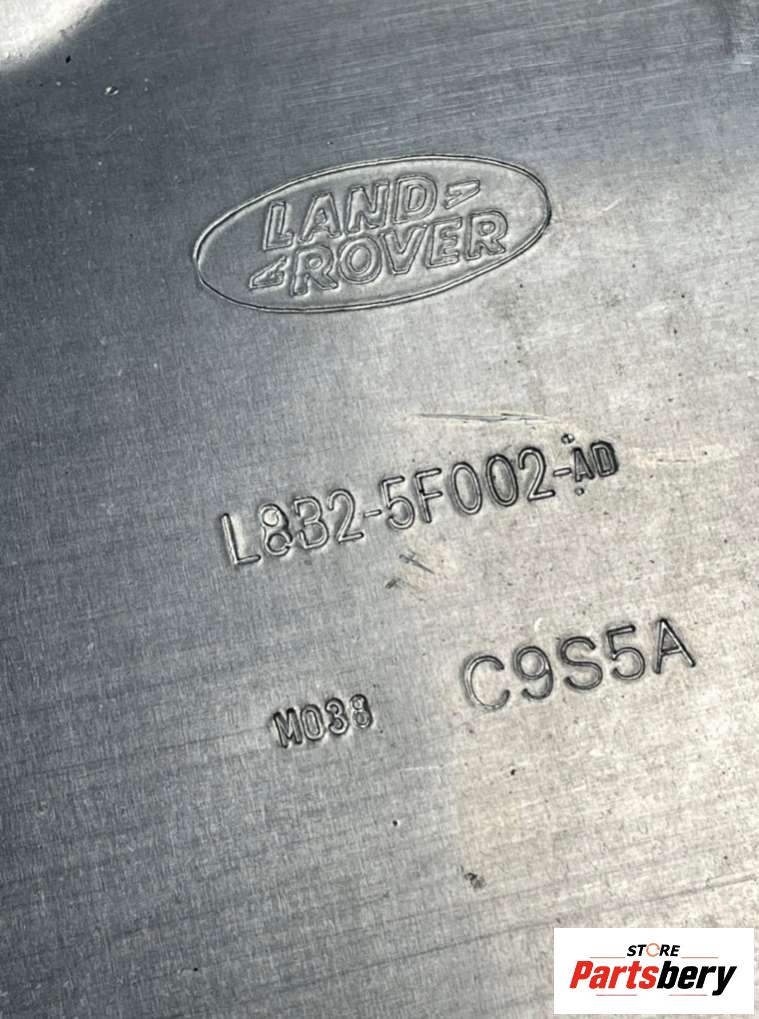 LAND
ROVER
L8B2-5F002-AD
C9S5A
M038
STORE
Partsbery